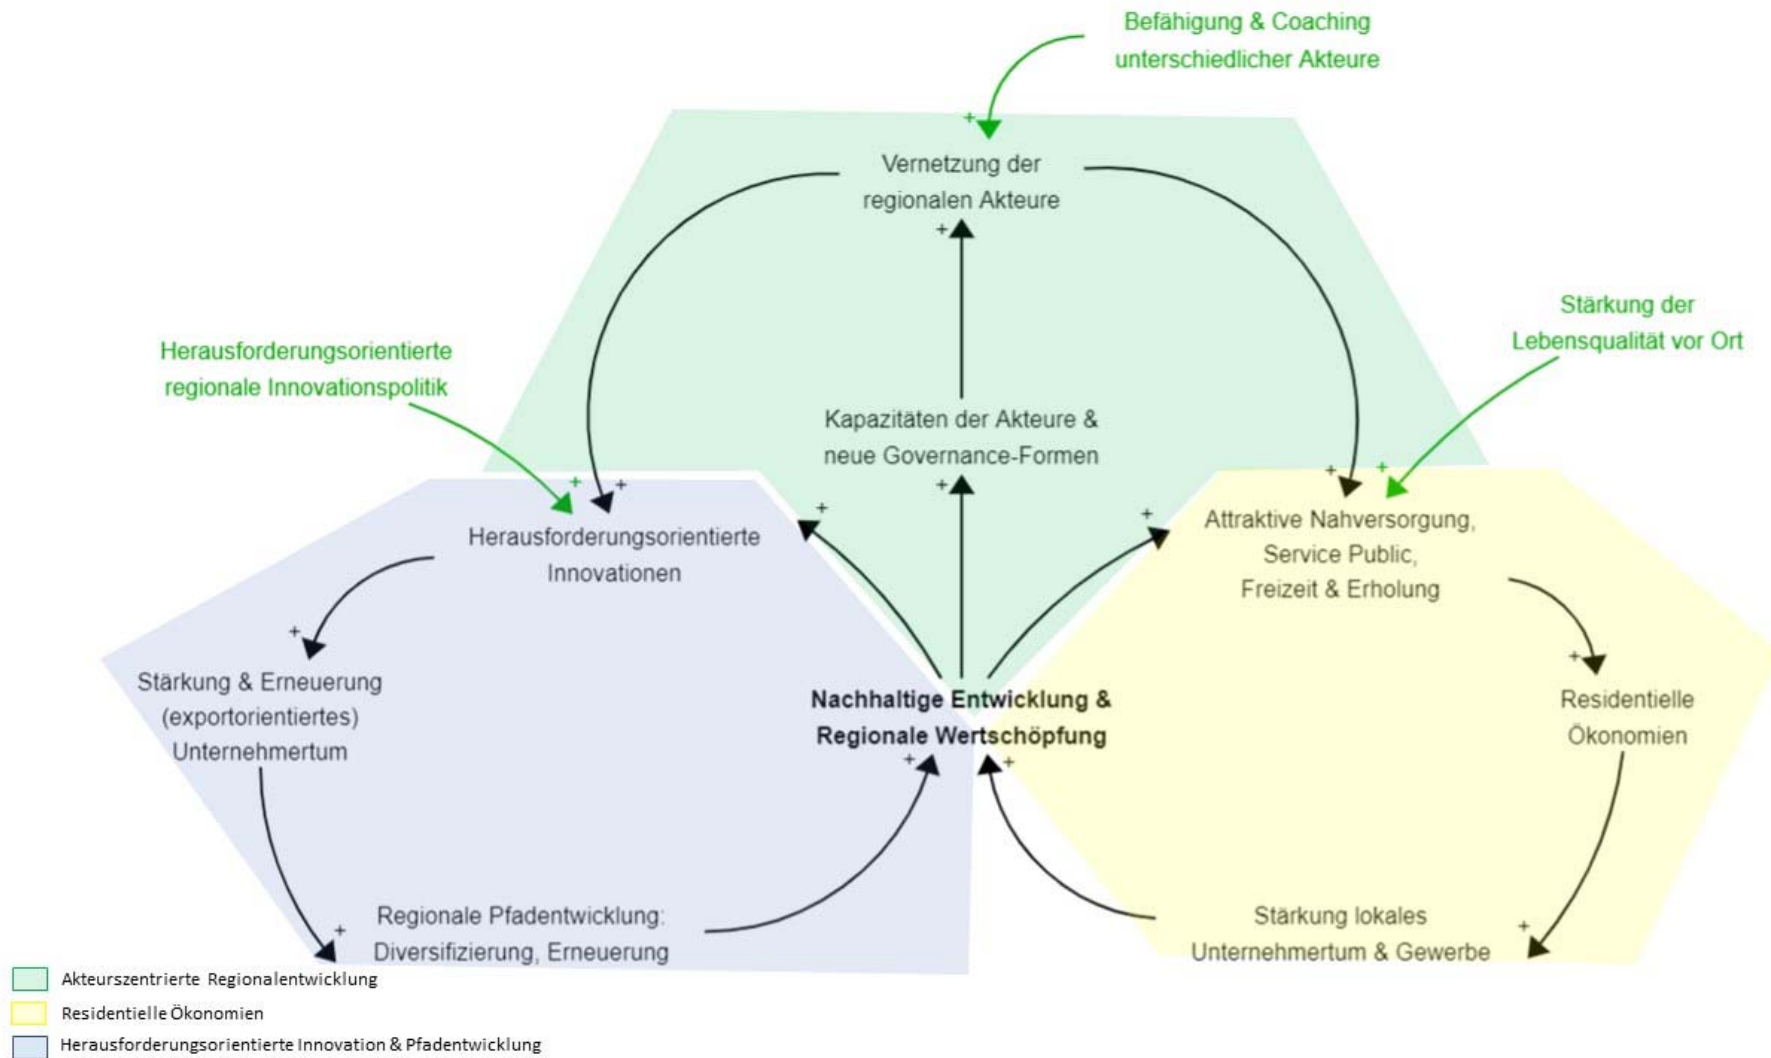 Befähigung & Coaching
unterschiedlicher Akteure
+
Vernetzung der
regionalen Akteure
+
Stärkung der
Lebensqualität vor Ort
Herausforderungsorientierte
regionale Innovationspolitik
Kapazitäten der Akteure &
neue Governance-Formen
+
+
+
+
+
+
+
Herausforderungsorientierte
Innovationen
Attraktive Nahversorgung,
Service Public,
Freizeit & Erholung
+
+
Stärkung & Erneuerung
(exportorientiertes)
Unternehmertum
Nachhaltige Entwicklung &
Regionale Wertschöpfung
Residentielle
Ökonomien
+
+
+
+
Regionale Pfadentwicklung:
Diversifizierung, Erneuerung
Stärkung lokales
Unternehmertum & Gewerbe
Akteurszentrierte Regionalentwicklung
Residentielle Ökonomien
Herausforderungsorientierte Innovation & Pfadentwicklung